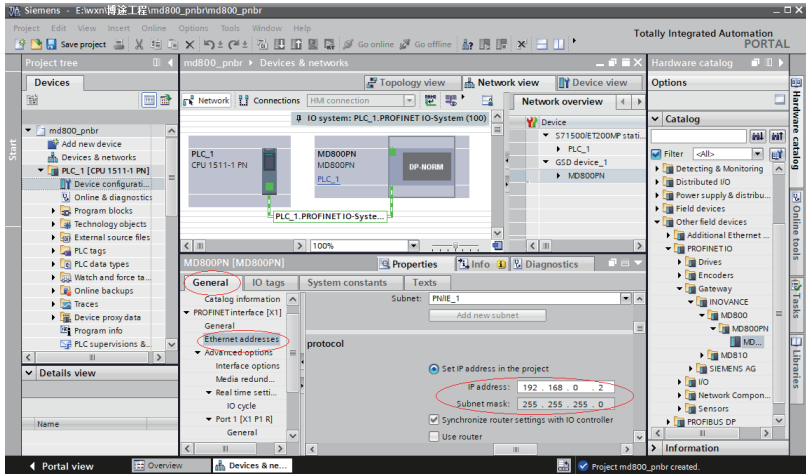 Siemens - E:\wxn\博途工程\md800_pnbr\md800_pnbr
Project Edit View Insert Online Options Tools Window Help
Totally Integrated Automation
PORTAL
Save project
Go online
Go offline
Project tree
md800_pnbr › Devices & networks
Hardware catalog
Devices
Topology view
Network view
Device view
Options
Network
Connections
HMI connection
Network overview
IO system: PLC_1.PROFINET IO-System (100)
Device
Catalog
md800_pnbr
Add new device
Devices & networks
PLC_1 [CPU 1511-1 PN]
Device configurati...
Online & diagnostics
Program blocks
Technology objects
External source files
PLC tags
PLC data types
Watch and force ta...
Online backups
Traces
Device proxy data
Program info
PLC supervisions &...
PLC_1
CPU 1511-1 PN
MD800PN
MD800PN
PLC_1
DP-NORM
PLC_1.PROFINET IO-Syste...
100%
S71500/ET200MP stati...
PLC_1
GSD device_1
MD800PN
Filter
<All>
Detecting & Monitoring
Distributed I/O
Power supply & distribu...
Field devices
Other field devices
Additional Ethernet ...
PROFINET IO
Drives
Encoders
Gateway
INOVANCE
MD800
MD800PN
MD...
MD810
SIEMENS AG
I/O
Network Compon...
Sensors
PROFIBUS DP
Information
MD800PN [MD800PN]
Properties
Info
Diagnostics
General
IO tags
System constants
Texts
Catalog information
PROFINET interface [X1]
General
Ethernet addresses
Advanced options
Interface options
Media redund...
Real time setti...
IO cycle
Port 1 [X1 P1 R]
General
Subnet: PN/IE_1
Add new subnet
protocol
Set IP address in the project
IP address: 192 . 168 . 0 . 2
Subnet mask: 255 . 255 . 255 . 0
Synchronize router settings with IO controller
Use router
Details view
Name
Start
Hardware catalog
Online tools
Tasks
Libraries
Portal view
Overview
Devices & ne...
Project md800_pnbr created.